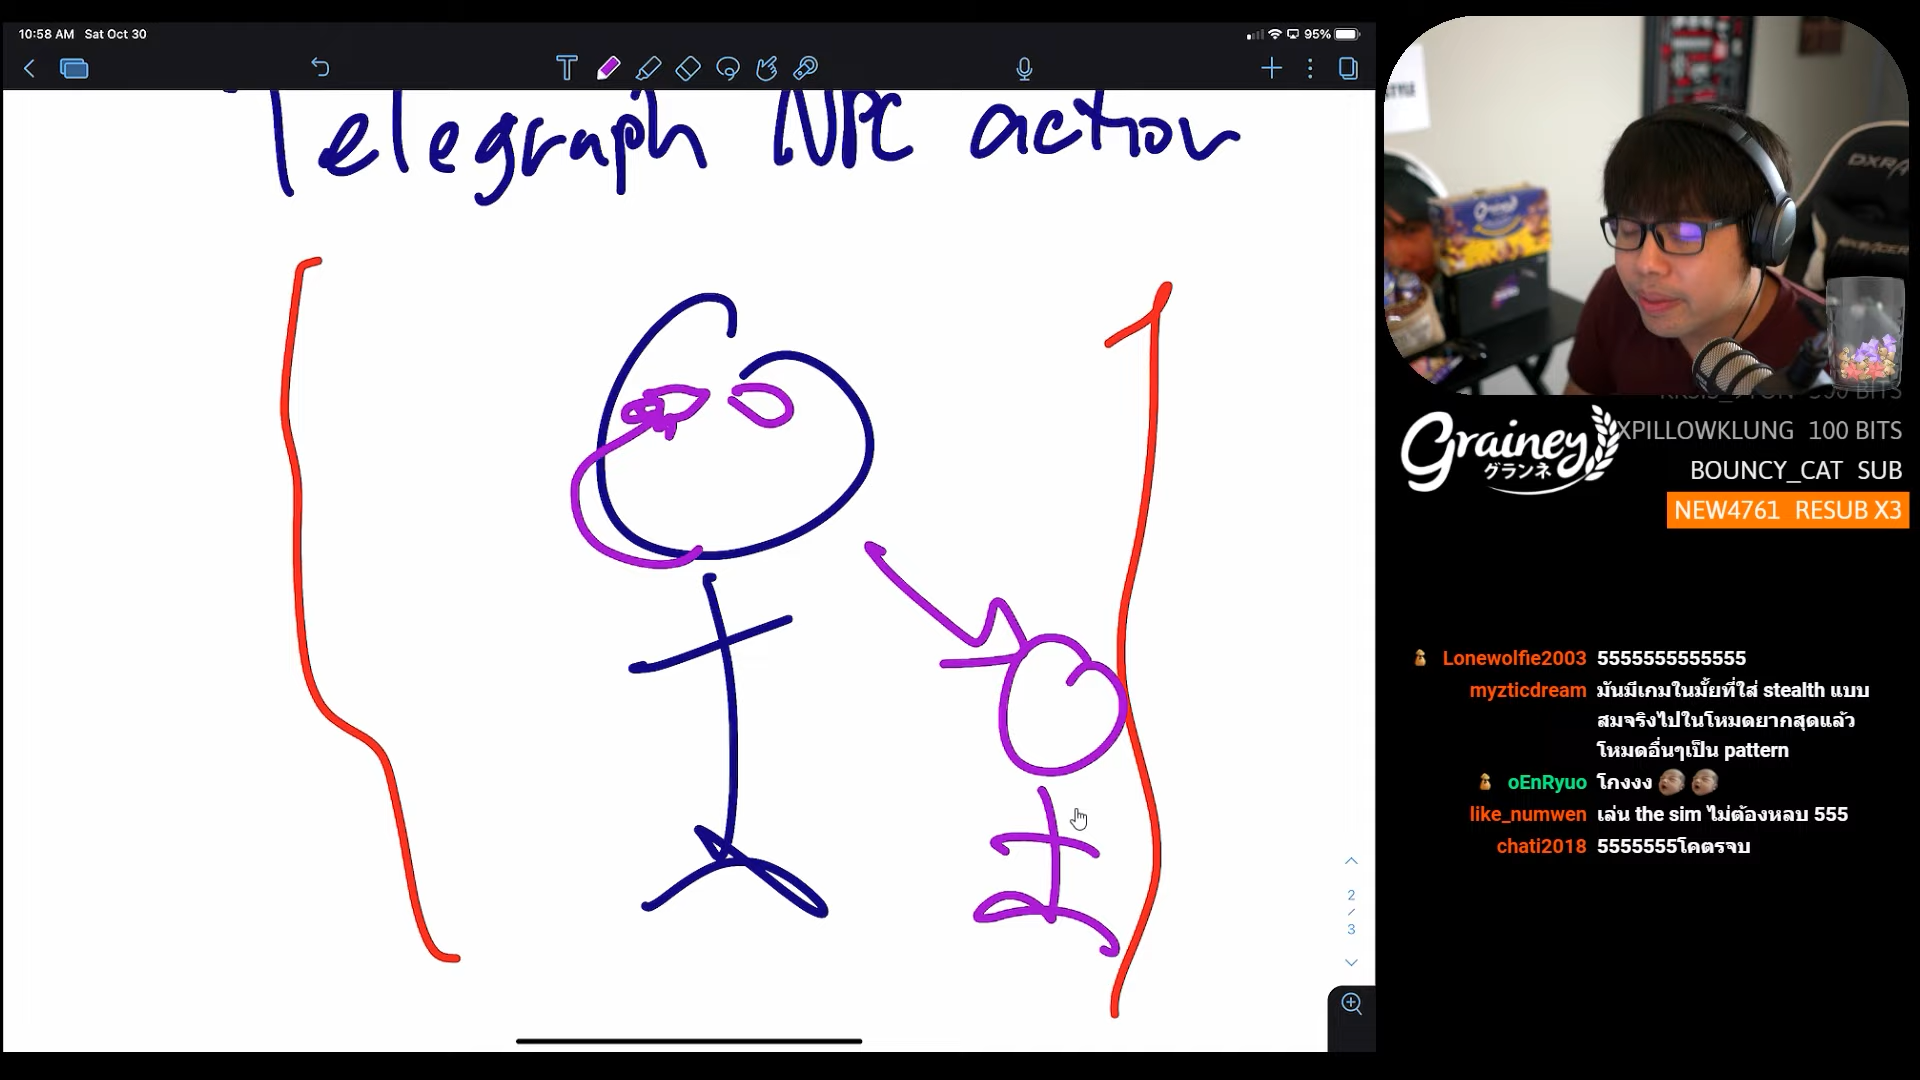 10:58 AM Sat Oct 30
95%
Telegraph NPC action
2
/
3
STYLE
Grainey
DXRA
Grainey
グランネ
XPILLOWKLUNG 100 BITS
BOUNCY_CAT SUB
NEW4761 RESUB X3
Lonewolfie2003 5555555555555
myzticdream มันมีเกมในมั้ยที่ใส่ stealth แบบ
สมจริงไปในโหมดยากสุดแล้ว
โหมดอื่นๆเป็น pattern
oEnRyuo โกงงง
like_numwen เล่น the sim ไม่ต้องหลบ 555
chati2018 5555555โคตรจบ